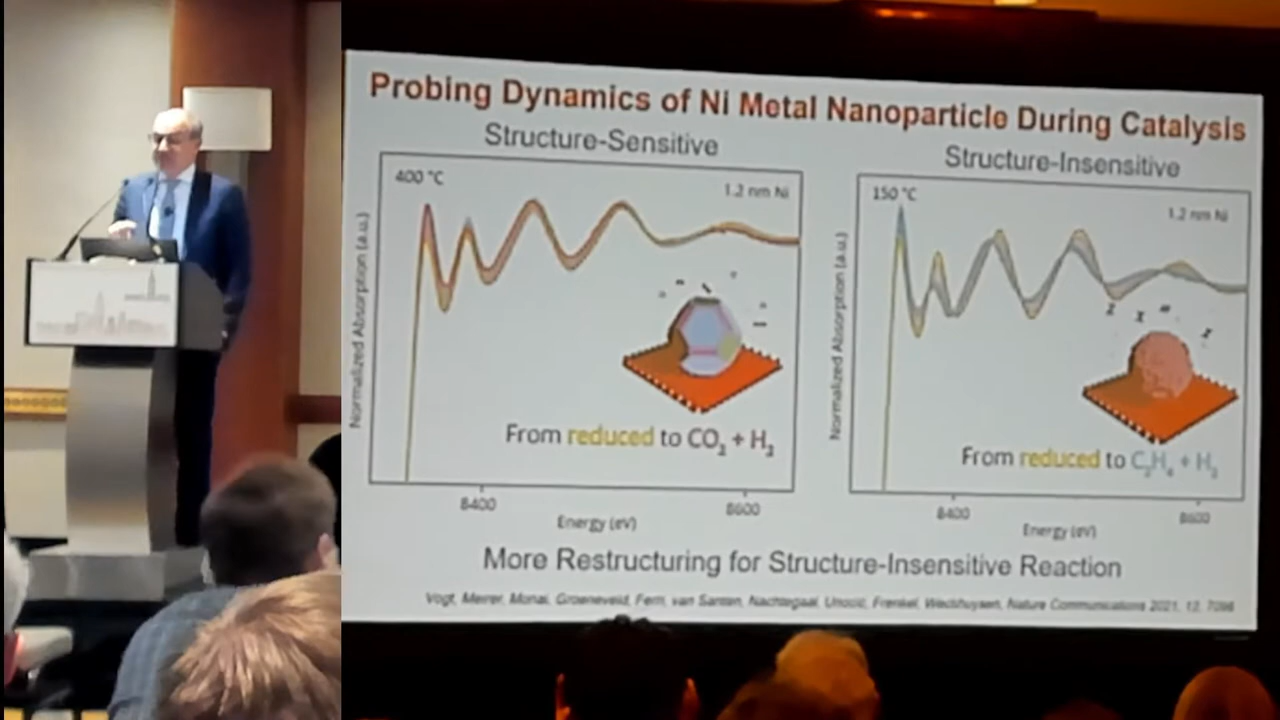 Probing Dynamics of Ni Metal Nanoparticle During Catalysis
Structure-Sensitive
Structure-Insensitive
400 °C
1.2 nm Ni
150 °C
1.2 nm Ni
Normalized Absorption (a.u.)
Normalized Absorption (a.u.)
From reduced to CO₂ + H₂
From reduced to C₂H₄ + H₂
8400
8600
8400
8600
Energy (eV)
Energy (eV)
More Restructuring for Structure-Insensitive Reaction
Vogt, Meirer, Monai, Groeneveld, Ferri, van Santen, Nachtegaal, Unocic, Frenkel, Weckhuysen, Nature Communications 2021, 12, 7096